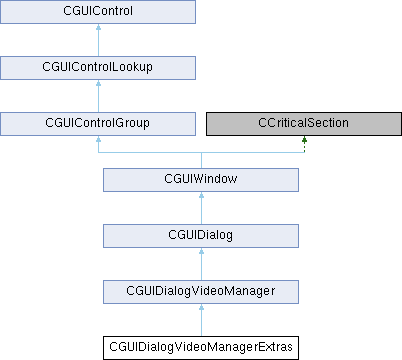 CGUIControl
CGUIControlLookup
CGUIControlGroup
CCriticalSection
CGUIWindow
CGUIDialog
CGUIDialogVideoManager
CGUIDialogVideoManagerExtras